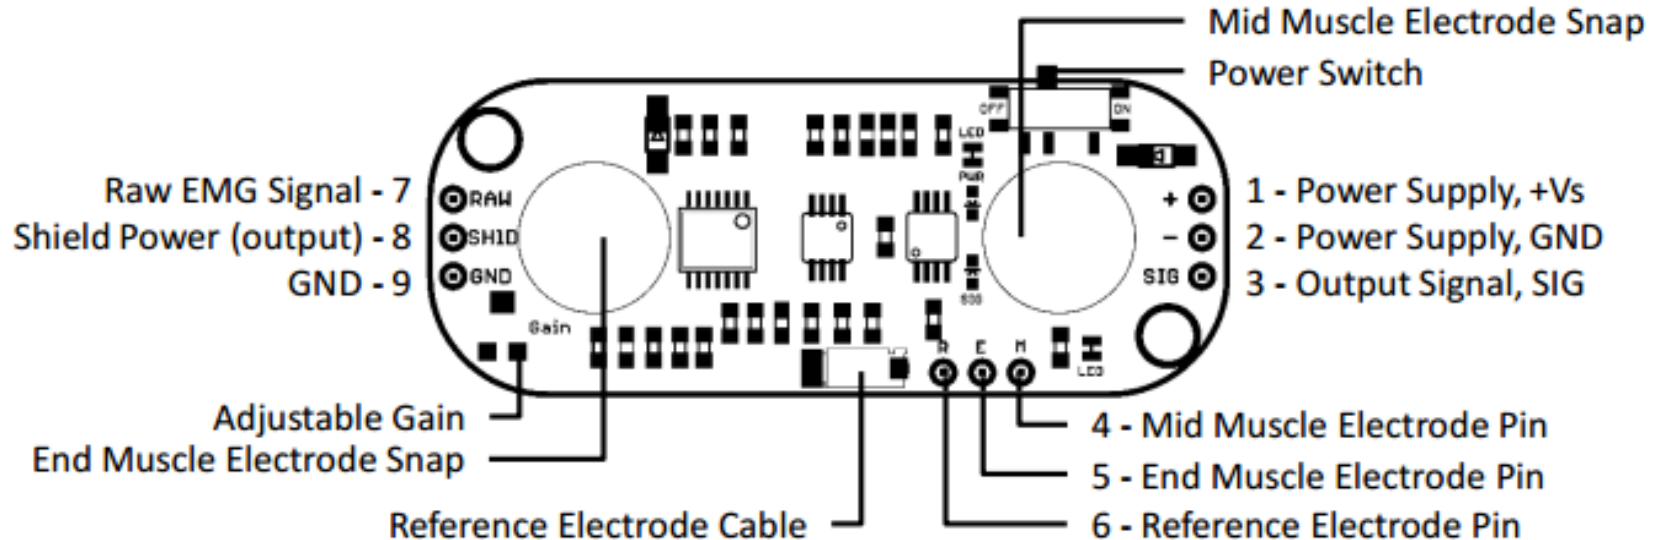 Mid Muscle Electrode Snap
Power Switch
OFF
ON
LED
PWR
Raw EMG Signal - 7
RAW
+
1 - Power Supply, +Vs
Shield Power (output) - 8
SHID
-
2 - Power Supply, GND
GND - 9
GND
SIG
SIG
3 - Output Signal, SIG
Gain
R
E
M
LED
Adjustable Gain
End Muscle Electrode Snap
Reference Electrode Cable
4 - Mid Muscle Electrode Pin
5 - End Muscle Electrode Pin
6 - Reference Electrode Pin